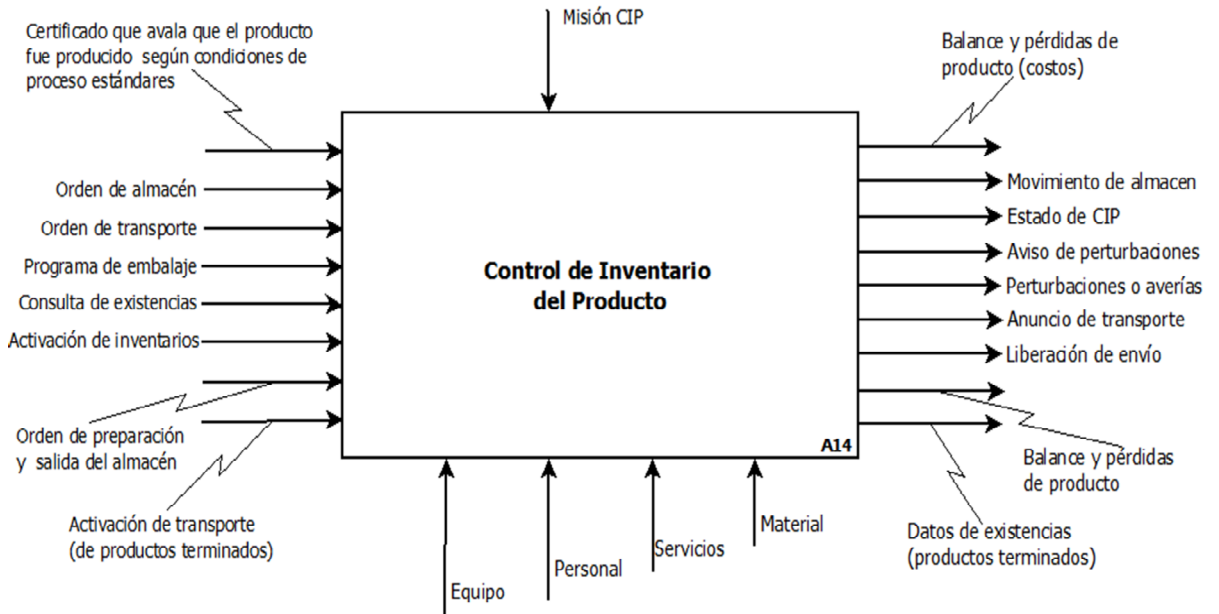 Misión CIP
Certificado que avala que el producto
fue producido según condiciones de
proceso estándares
Orden de almacén
Orden de transporte
Programa de embalaje
Consulta de existencias
Activación de inventarios
Orden de preparación
y salida del almacén
Activación de transporte
(de productos terminados)
Control de Inventario
del Producto
A14
Balance y pérdidas de
producto (costos)
Movimiento de almacen
Estado de CIP
Aviso de perturbaciones
Perturbaciones o averías
Anuncio de transporte
Liberación de envío
Balance y pérdidas
de producto
Datos de existencias
(productos terminados)
Equipo
Personal
Servicios
Material